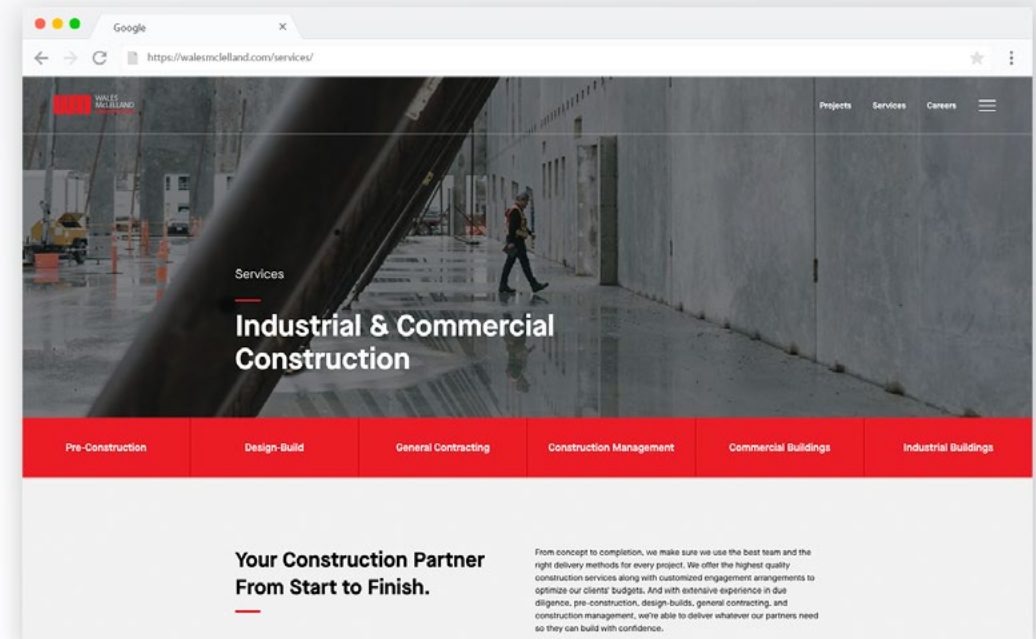 Google
https://walesmclelland.com/services/
WALES
McLELLAND
Projects Services Careers
Services
Industrial & Commercial
Construction
Pre-Construction Design-Build General Contracting Construction Management Commercial Buildings Industrial Buildings
Your Construction Partner
From Start to Finish.
From concept to completion, we make sure we use the best team and the
right delivery methods for every project. We offer the highest quality
construction services along with customized engagement arrangements to
optimize our clients' budgets. And with extensive experience in due
diligence, pre-construction, design-builds, general contracting, and
construction management, we're able to deliver whatever our partners need
so they can build with confidence.